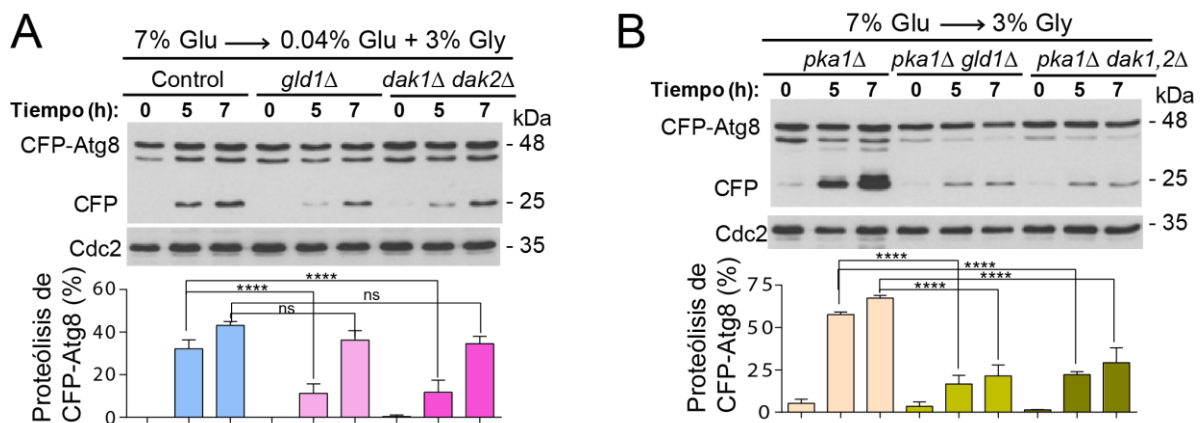 A
7% Glu ⟶ 0.04% Glu + 3% Gly
Control gld1Δ dak1Δ dak2Δ
Tiempo (h): 0 5 7 0 5 7 0 5 7 kDa
CFP-Atg8 - 48
CFP - 25
Cdc2 - 35
Proteólisis de
CFP-Atg8 (%)
60
40
20
0
****
****
ns
ns
B
7% Glu ⟶ 3% Gly
pka1Δ pka1Δ gld1Δ pka1Δ dak1,2Δ
Tiempo (h): 0 5 7 0 5 7 0 5 7 kDa
CFP-Atg8 - 48
CFP - 25
Cdc2 - 35
Proteólisis de
CFP-Atg8 (%)
75
50
25
0
****
****
****
****